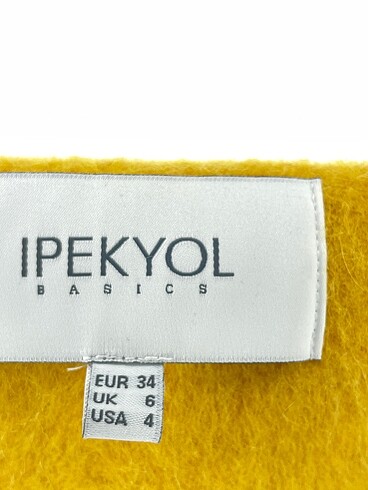 IPEKYOL
BASICS
EUR 34
UK 6
USA 4